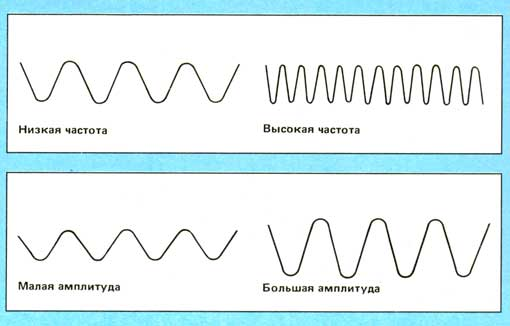 Низкая частота
Высокая частота
Малая амплитуда
Большая амплитуда